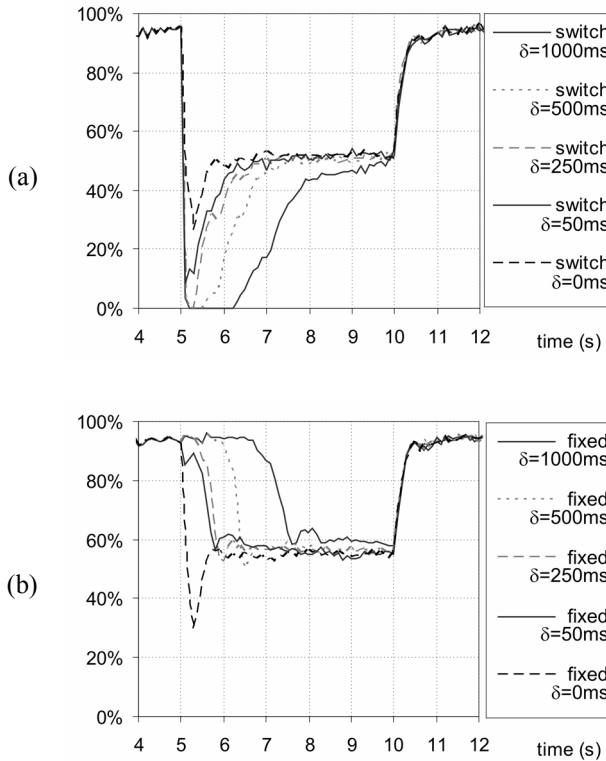 (a)
100%
80%
60%
40%
20%
0%
4 5 6 7 8 9 10 11 12
time (s)
switch
δ=1000ms
switch
δ=500ms
switch
δ=250ms
switch
δ=50ms
switch
δ=0ms
(b)
100%
80%
60%
40%
20%
0%
4 5 6 7 8 9 10 11 12
time (s)
fixed
δ=1000ms
fixed
δ=500ms
fixed
δ=250ms
fixed
δ=50ms
fixed
δ=0ms